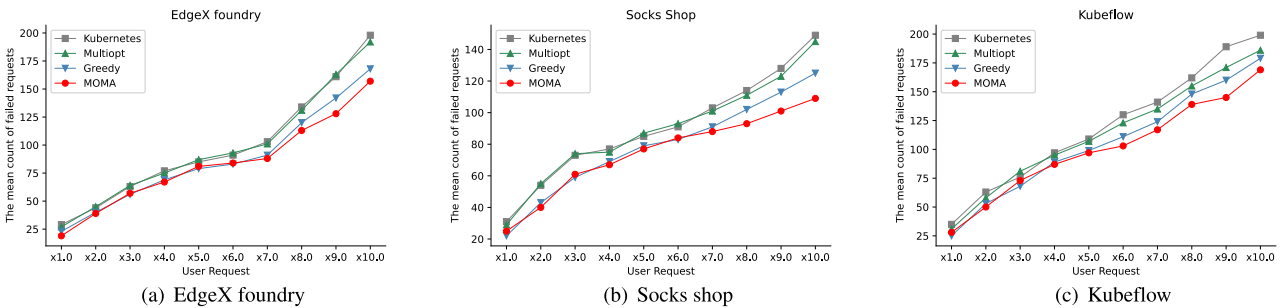 EdgeX foundry
The mean count of failed requests
200
175
150
125
100
75
50
25
Kubernetes
Multiopt
Greedy
MOMA
x1.0 x2.0 x3.0 x4.0 x5.0 x6.0 x7.0 x8.0 x9.0 x10.0
User Request
(a) EdgeX foundry
Socks Shop
The mean count of failed requests
140
120
100
80
60
40
20
Kubernetes
Multiopt
Greedy
MOMA
x1.0 x2.0 x3.0 x4.0 x5.0 x6.0 x7.0 x8.0 x9.0 x10.0
User Request
(b) Socks shop
Kubeflow
The mean count of failed requests
200
175
150
125
100
75
50
25
Kubernetes
Multiopt
Greedy
MOMA
x1.0 x2.0 x3.0 x4.0 x5.0 x6.0 x7.0 x8.0 x9.0 x10.0
User Request
(c) Kubeflow